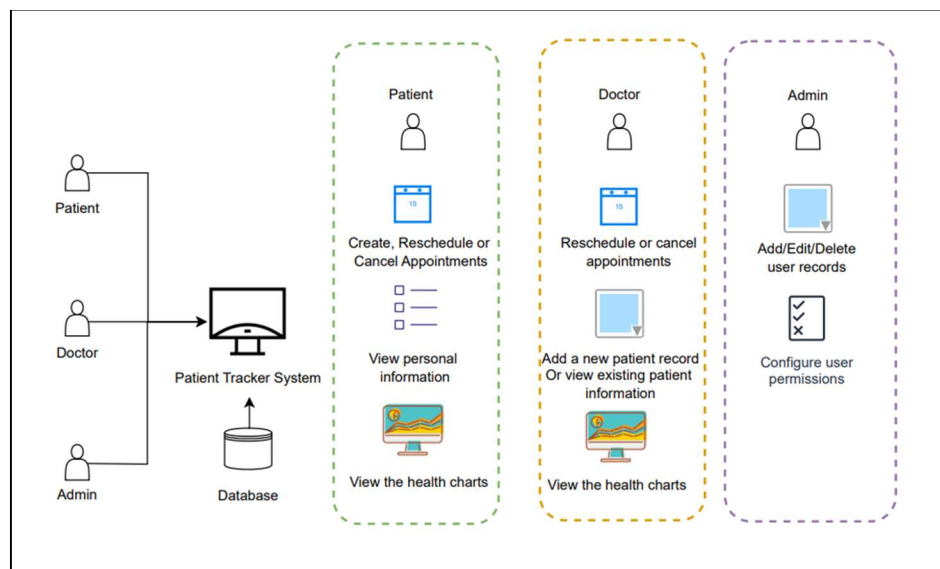 Patient
Doctor
Patient Tracker System
Admin
Database
Patient
15
Create, Reschedule or
Cancel Appointments
View personal
information
View the health charts
Doctor
15
Reschedule or cancel
appointments
Add a new patient record
Or view existing patient
information
View the health charts
Admin
Add/Edit/Delete
user records
Configure user
permissions